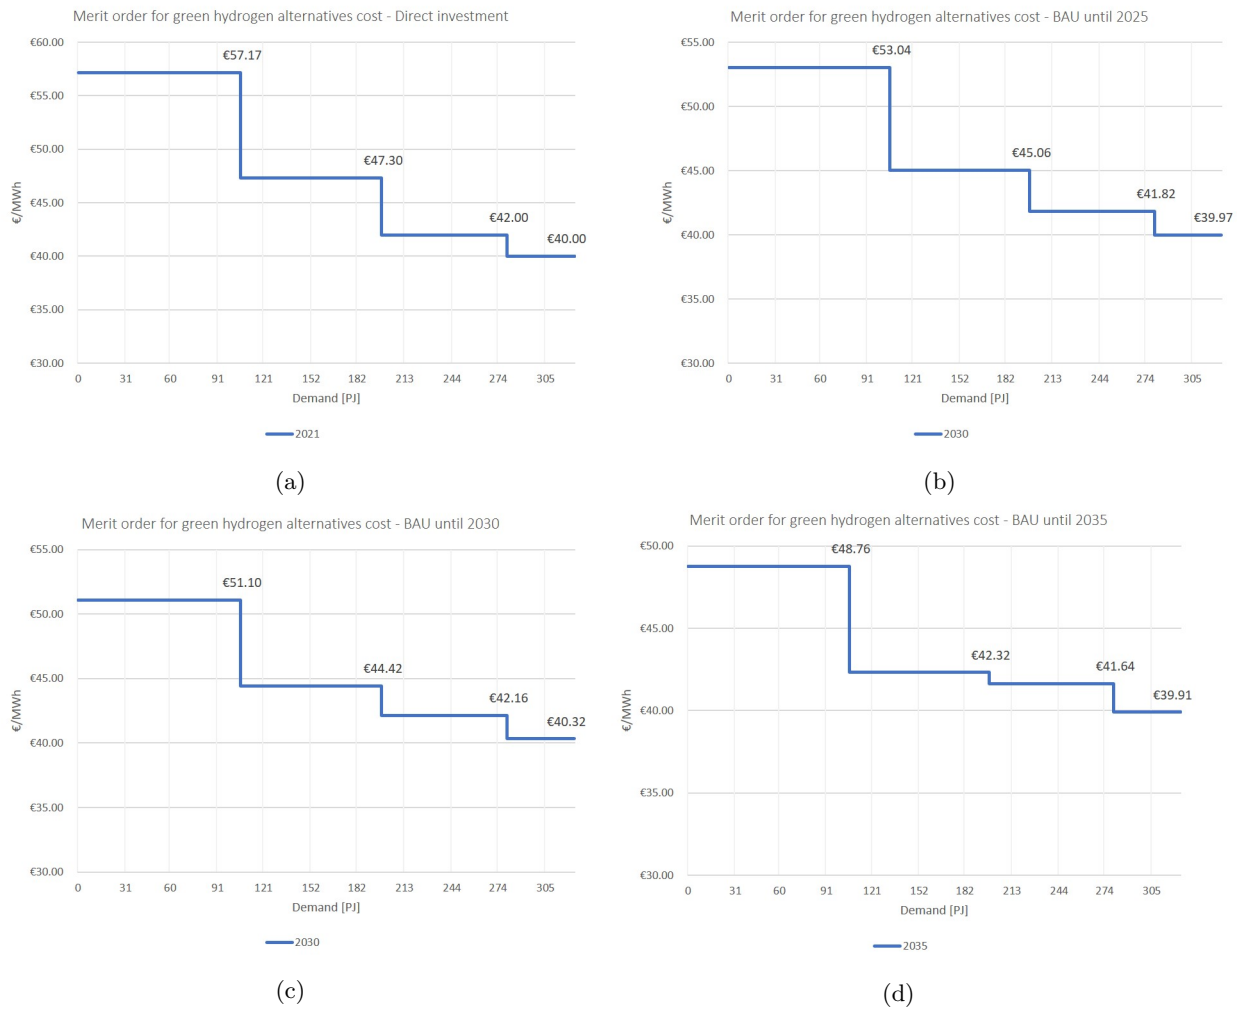 Merit order for green hydrogen alternatives cost - Direct investment
€60.00
€57.17
€55.00
€50.00
€47.30
€45.00
€42.00
€40.00
€40.00
€35.00
€30.00
€/MWh
0 31 60 91 121 152 182 213 244 274 305
Demand [PJ]
2021
(a)
Merit order for green hydrogen alternatives cost - BAU until 2025
€55.00
€53.04
€50.00
€45.06
€45.00
€41.82
€39.97
€40.00
€35.00
€30.00
€/MWh
0 31 60 91 121 152 182 213 244 274 305
Demand [PJ]
2030
(b)
Merit order for green hydrogen alternatives cost - BAU until 2030
€55.00
€51.10
€50.00
€44.42
€45.00
€42.16
€40.32
€40.00
€35.00
€30.00
€/MWh
0 31 60 91 121 152 182 213 244 274 305
Demand [PJ]
2030
(c)
Merit order for green hydrogen alternatives cost - BAU until 2035
€50.00
€48.76
€45.00
€42.32
€41.64
€39.91
€40.00
€35.00
€30.00
€/MWh
0 31 60 91 121 152 182 213 244 274 305
Demand [PJ]
2035
(d)